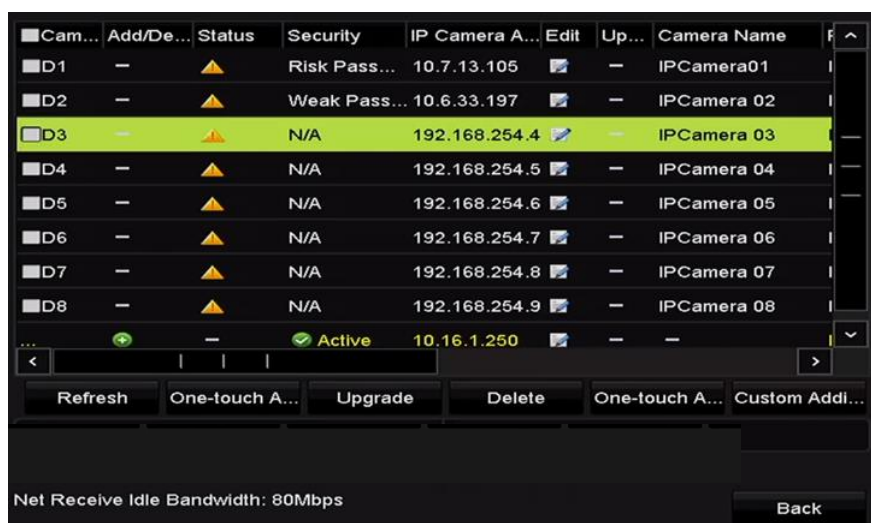 Cam... Add/De... Status Security IP Camera A... Edit Up... Camera Name
D1 – Risk Pass... 10.7.13.105 – IPCamera01
D2 – Weak Pass... 10.6.33.197 – IPCamera 02
D3 – N/A 192.168.254.4 – IPCamera 03
D4 – N/A 192.168.254.5 – IPCamera 04
D5 – N/A 192.168.254.6 – IPCamera 05
D6 – N/A 192.168.254.7 – IPCamera 06
D7 – N/A 192.168.254.8 – IPCamera 07
D8 – N/A 192.168.254.9 – IPCamera 08
... – Active 10.16.1.250 – –
Refresh One-touch A... Upgrade Delete One-touch A... Custom Addi...
Net Receive Idle Bandwidth: 80Mbps
Back